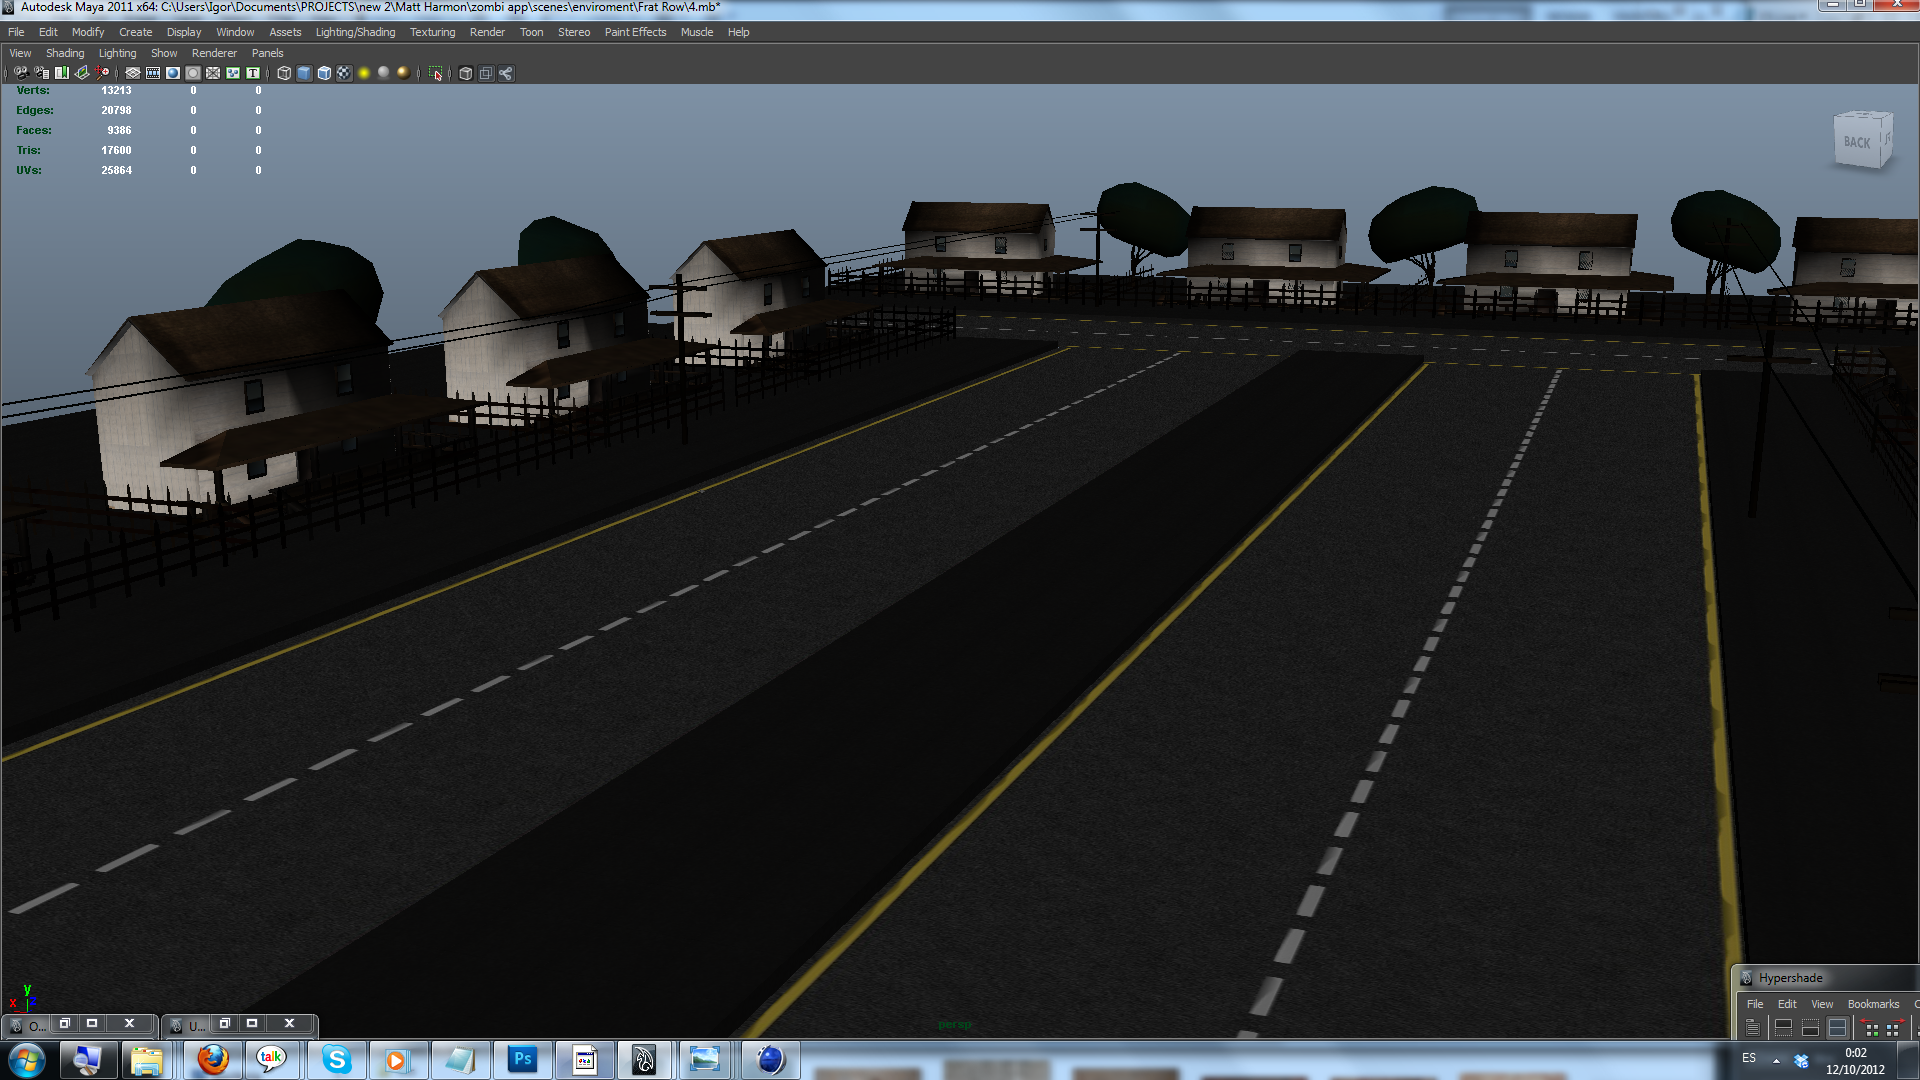 Autodesk Maya 2011 x64: C:\Users\Igor\Documents\PROJECTS\new 2\Matt Harmon\zombi app\scenes\enviroment\Frat Row\4.mb*
File Edit Modify Create Display Window Assets Lighting/Shading Texturing Render Toon Stereo Paint Effects Muscle Help
View Shading Lighting Show Renderer Panels
Verts: 13213 0 0
Edges: 20798 0 0
Faces: 9386 0 0
Tris: 17600 0 0
UVs: 25864 0 0
BACK
Hypershade
File Edit View Bookmarks
y
x z
persp
O...
U...
talk
Ps
ES
0:02
12/10/2012